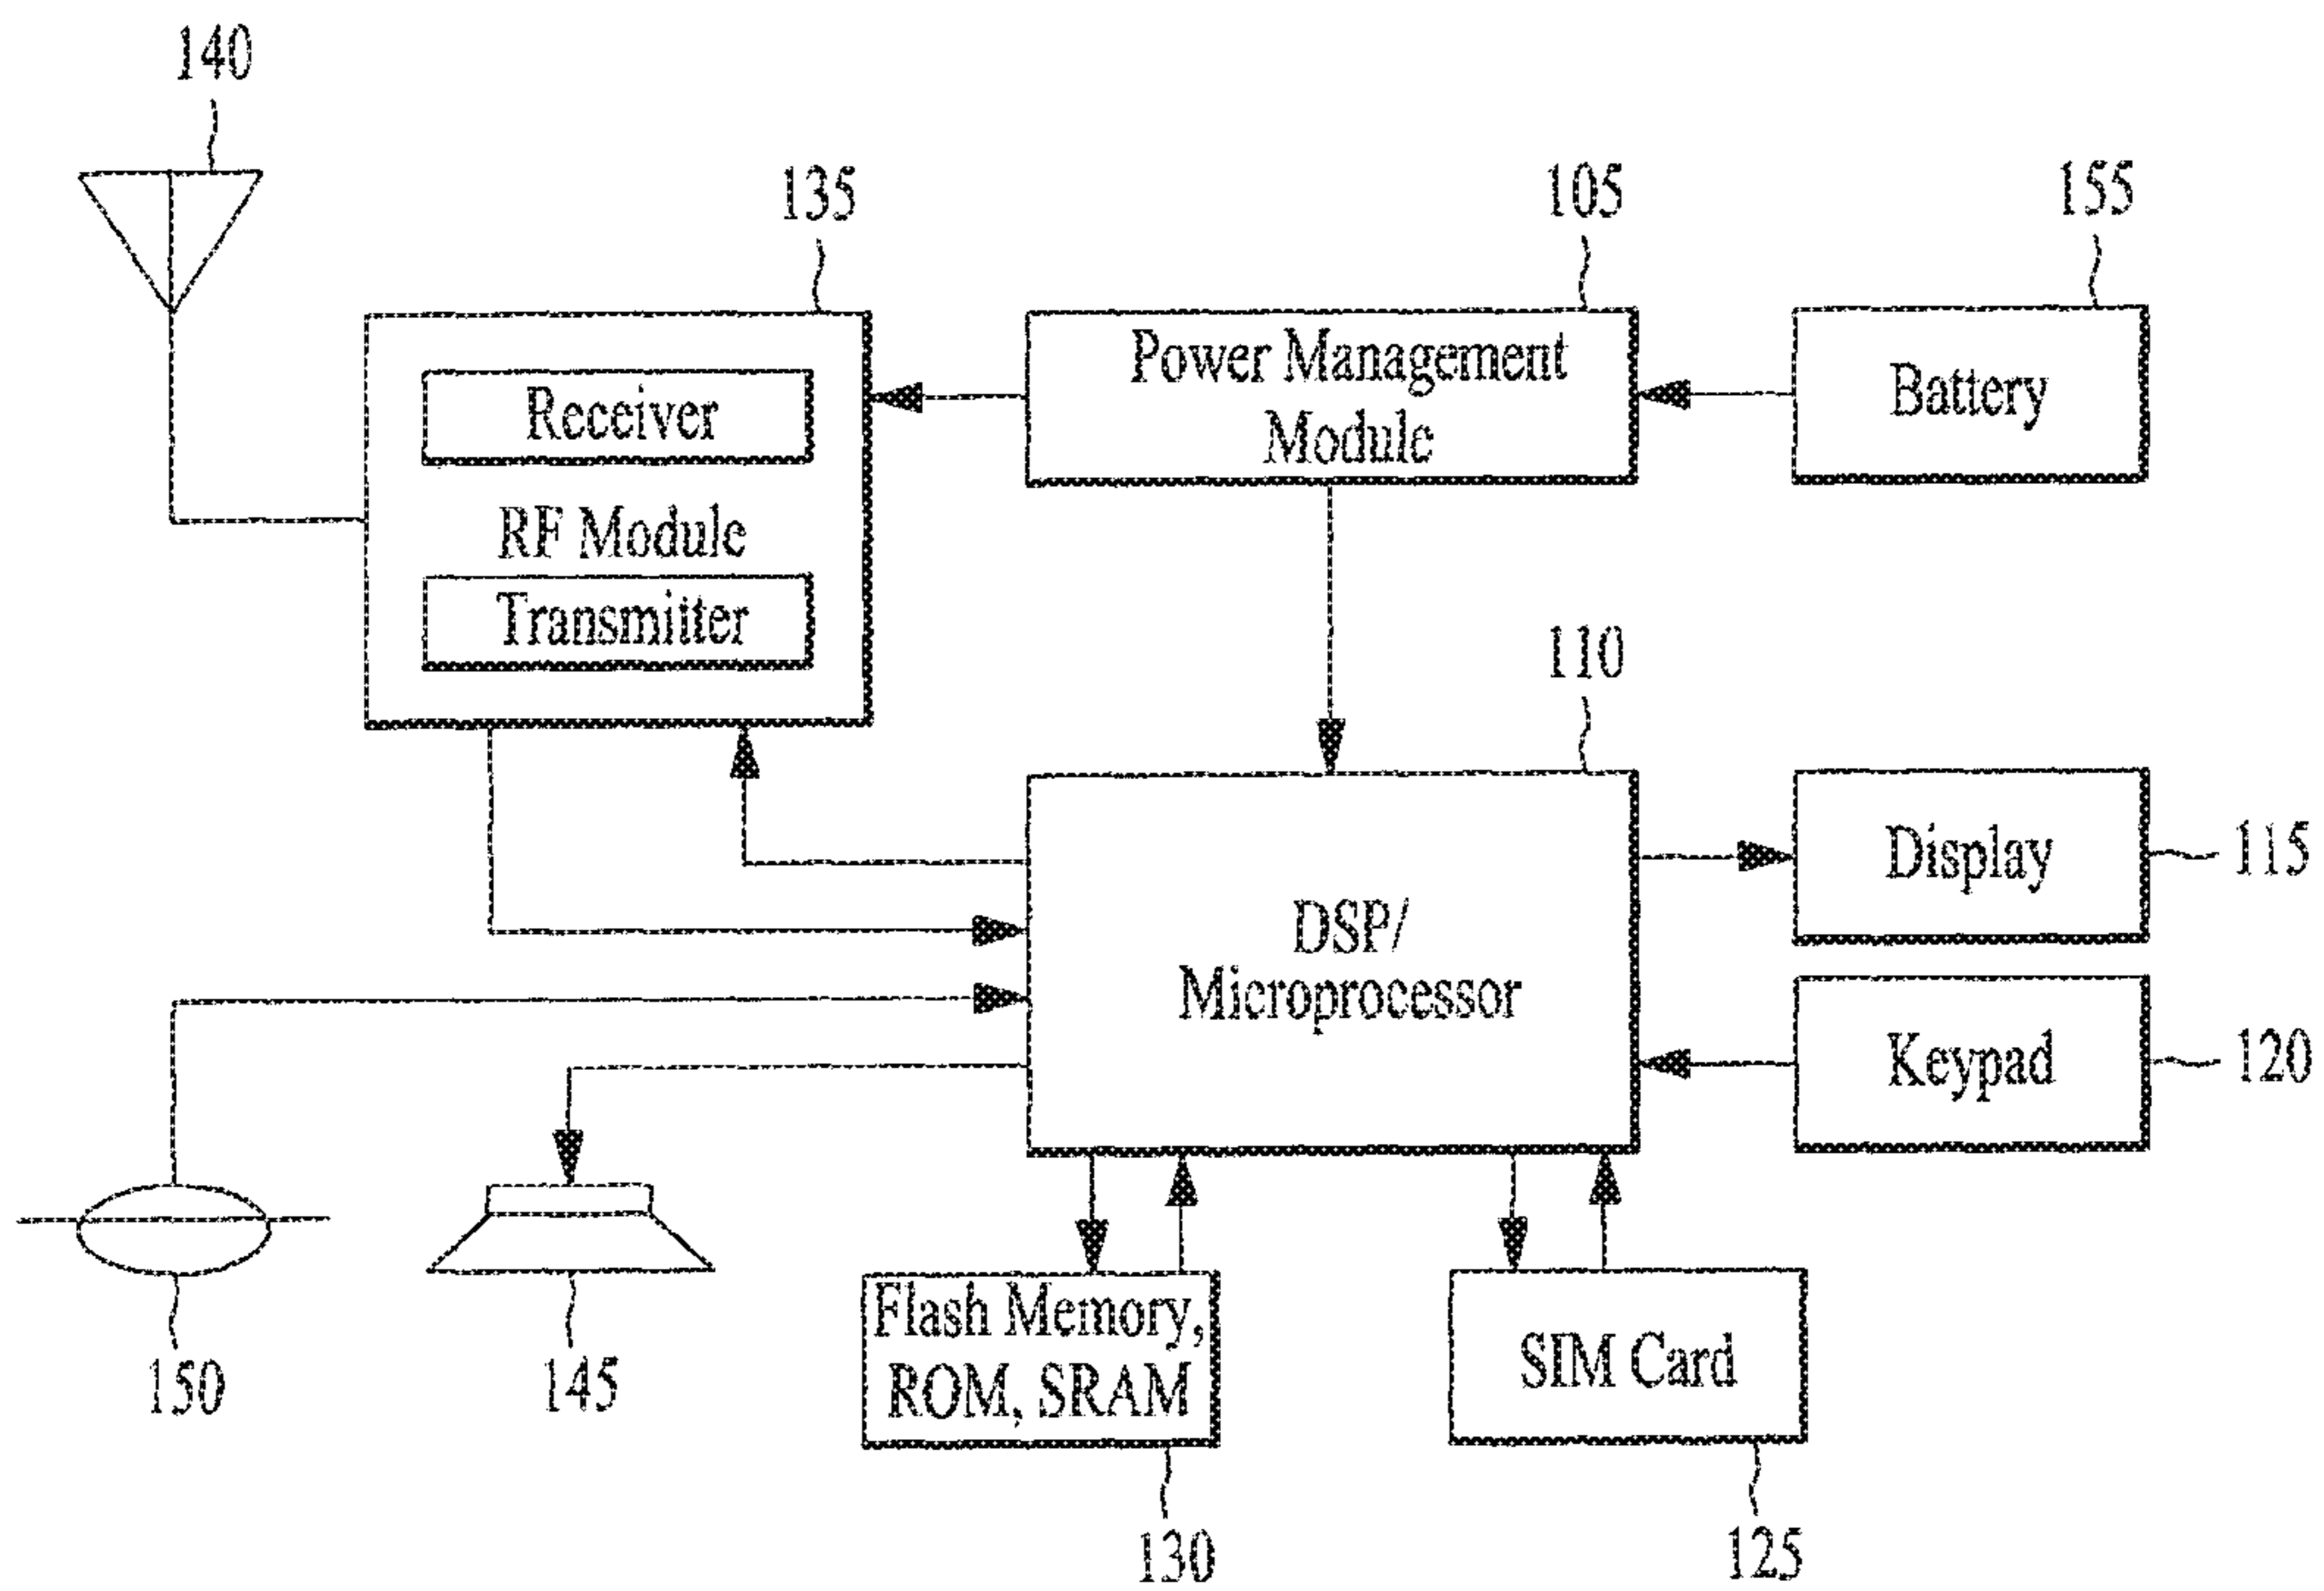 140
135
105
155
Power Management
Module
Battery
Receiver
RF Module
Transmitter
110
Display
115
DSP/
Microprocessor
Keypad
120
Flash Memory,
ROM, SRAM
SIM Card
150
145
130
125